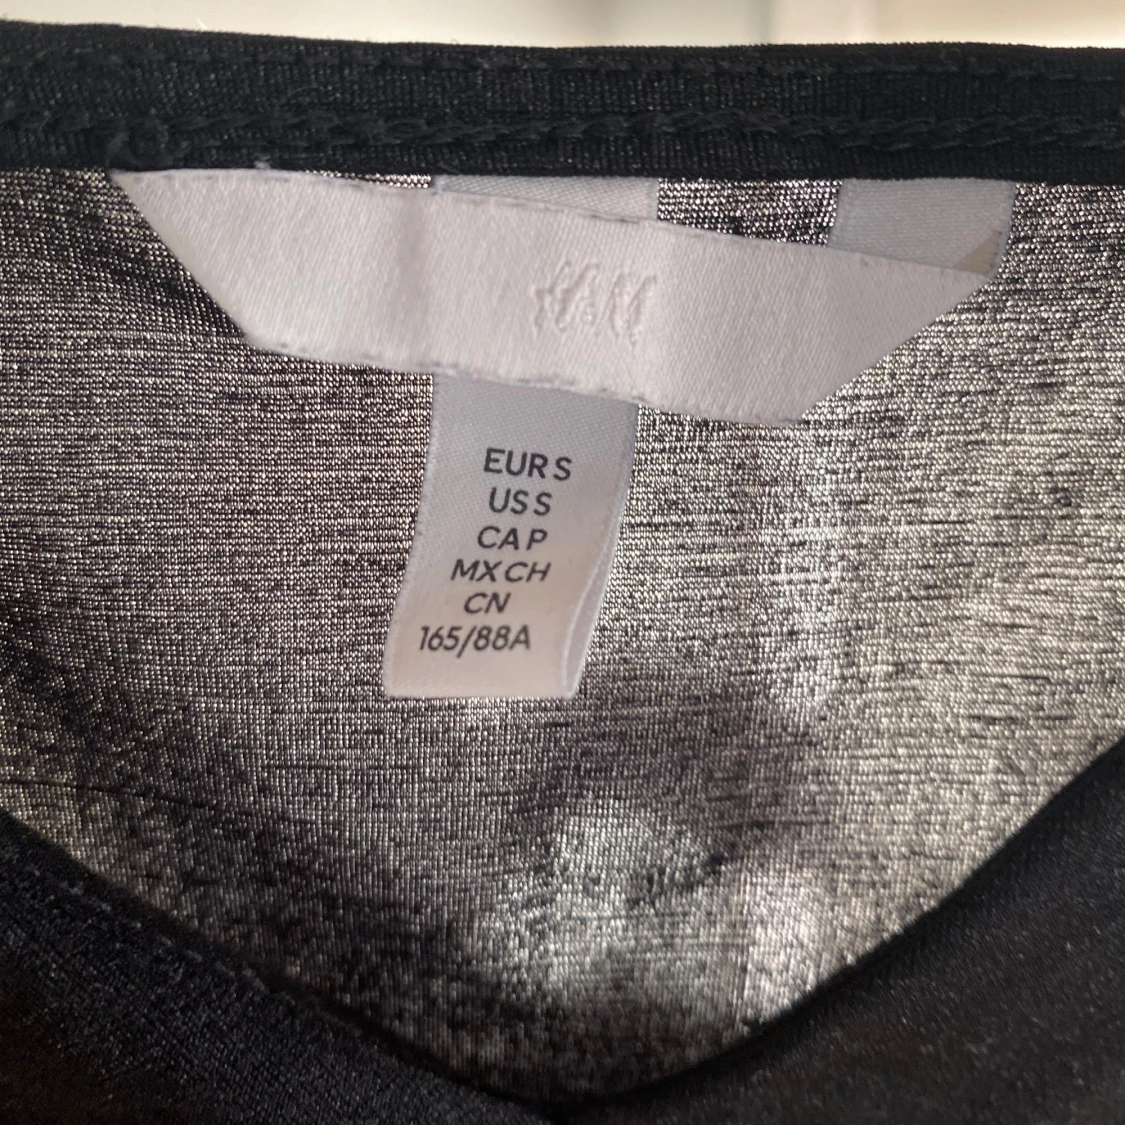 H&M
EUR S
US S
CA P
MX CH
CN
165/88A